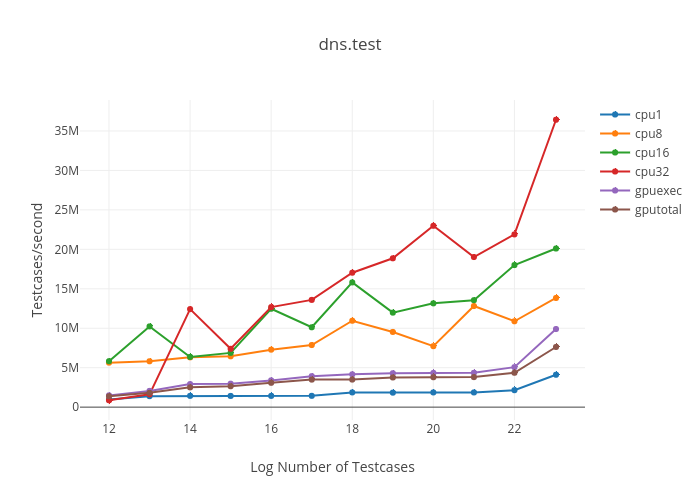 dns.test
35M
30M
25M
20M
15M
10M
5M
0
Testcases/second
12
14
16
18
20
22
Log Number of Testcases
cpu1
cpu8
cpu16
cpu32
gpuexec
gputotal